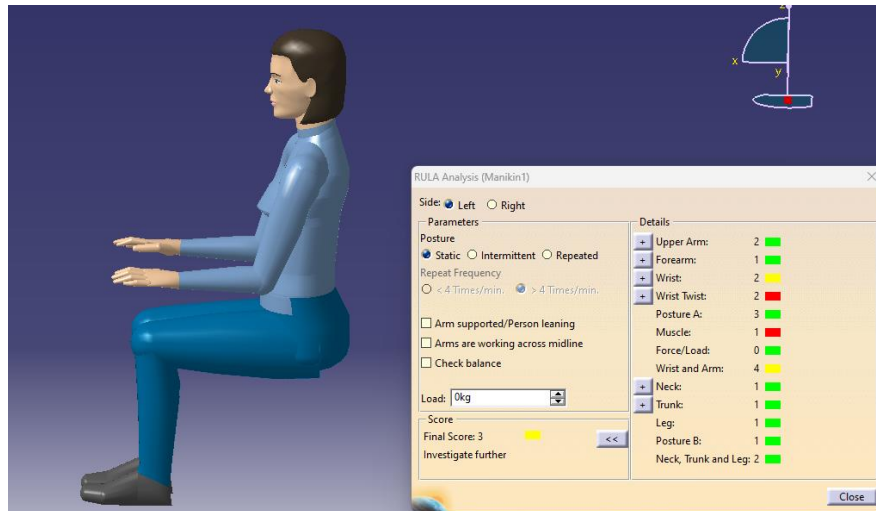 z
x
y
RULA Analysis (Manikin1)
Side: Left Right
Parameters
Posture
Static Intermittent Repeated
Repeat Frequency
< 4 Times/min. > 4 Times/min.
Arm supported/Person leaning
Arms are working across midline
Check balance
Load: 0kg
Score
Final Score: 3
<<
Investigate further
Details
+ Upper Arm: 2
+ Forearm: 1
+ Wrist: 2
+ Wrist Twist: 2
Posture A: 3
Muscle: 1
Force/Load: 0
Wrist and Arm: 4
+ Neck: 1
+ Trunk: 1
Leg: 1
Posture B: 1
Neck, Trunk and Leg: 2
Close